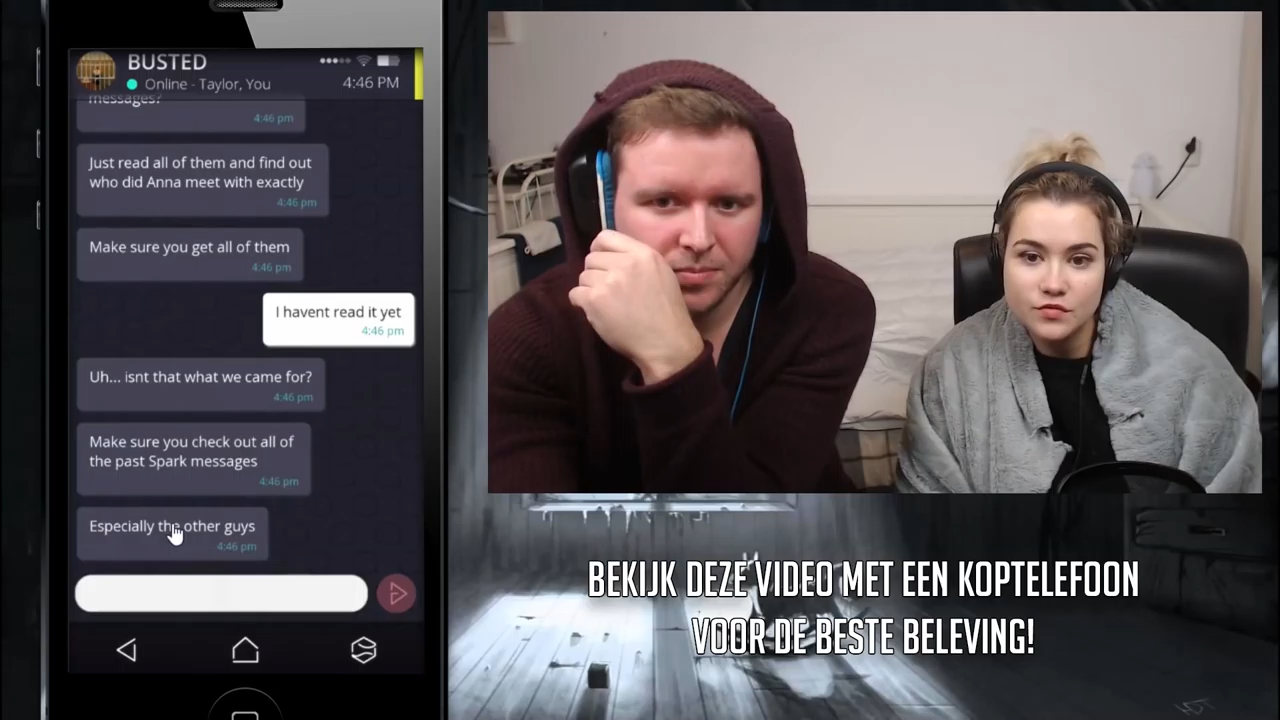 BUSTED
Online - Taylor, You
4:46 PM
messages?
4:46 pm
Just read all of them and find out
who did Anna meet with exactly
4:46 pm
Make sure you get all of them
4:46 pm
I havent read it yet
4:46 pm
Uh... isnt that what we came for?
4:46 pm
Make sure you check out all of
the past Spark messages
4:46 pm
Especially the other guys
4:46 pm
BEKIJK DEZE VIDEO MET EEN KOPTELEFOON
VOOR DE BESTE BELEVING!